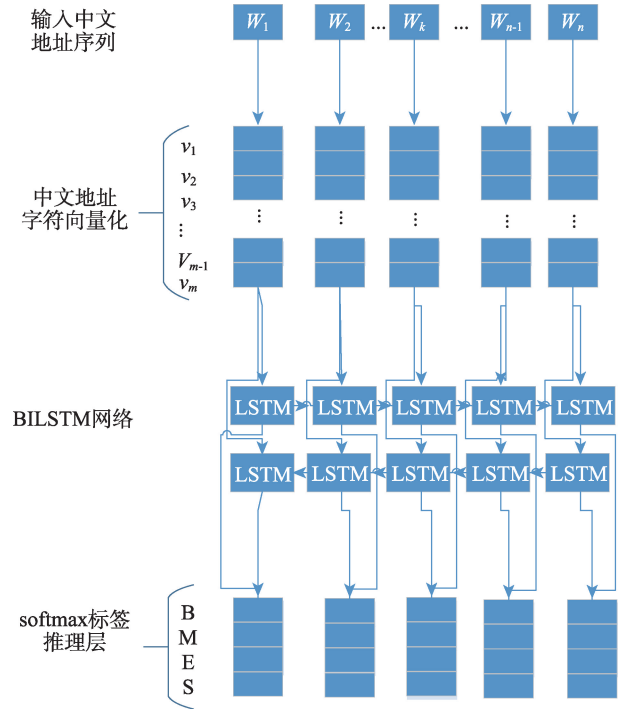 输入中文
地址序列
W1 W2 ... Wk ... Wn-1 Wn
中文地址
字符向量化
v1
v2
v3
⋮
Vm-1
vm
⋮ ⋮ ⋮ ⋮ ⋮
BILSTM网络
LSTM LSTM LSTM LSTM LSTM
LSTM LSTM LSTM LSTM LSTM
softmax标签
推理层
B
M
E
S